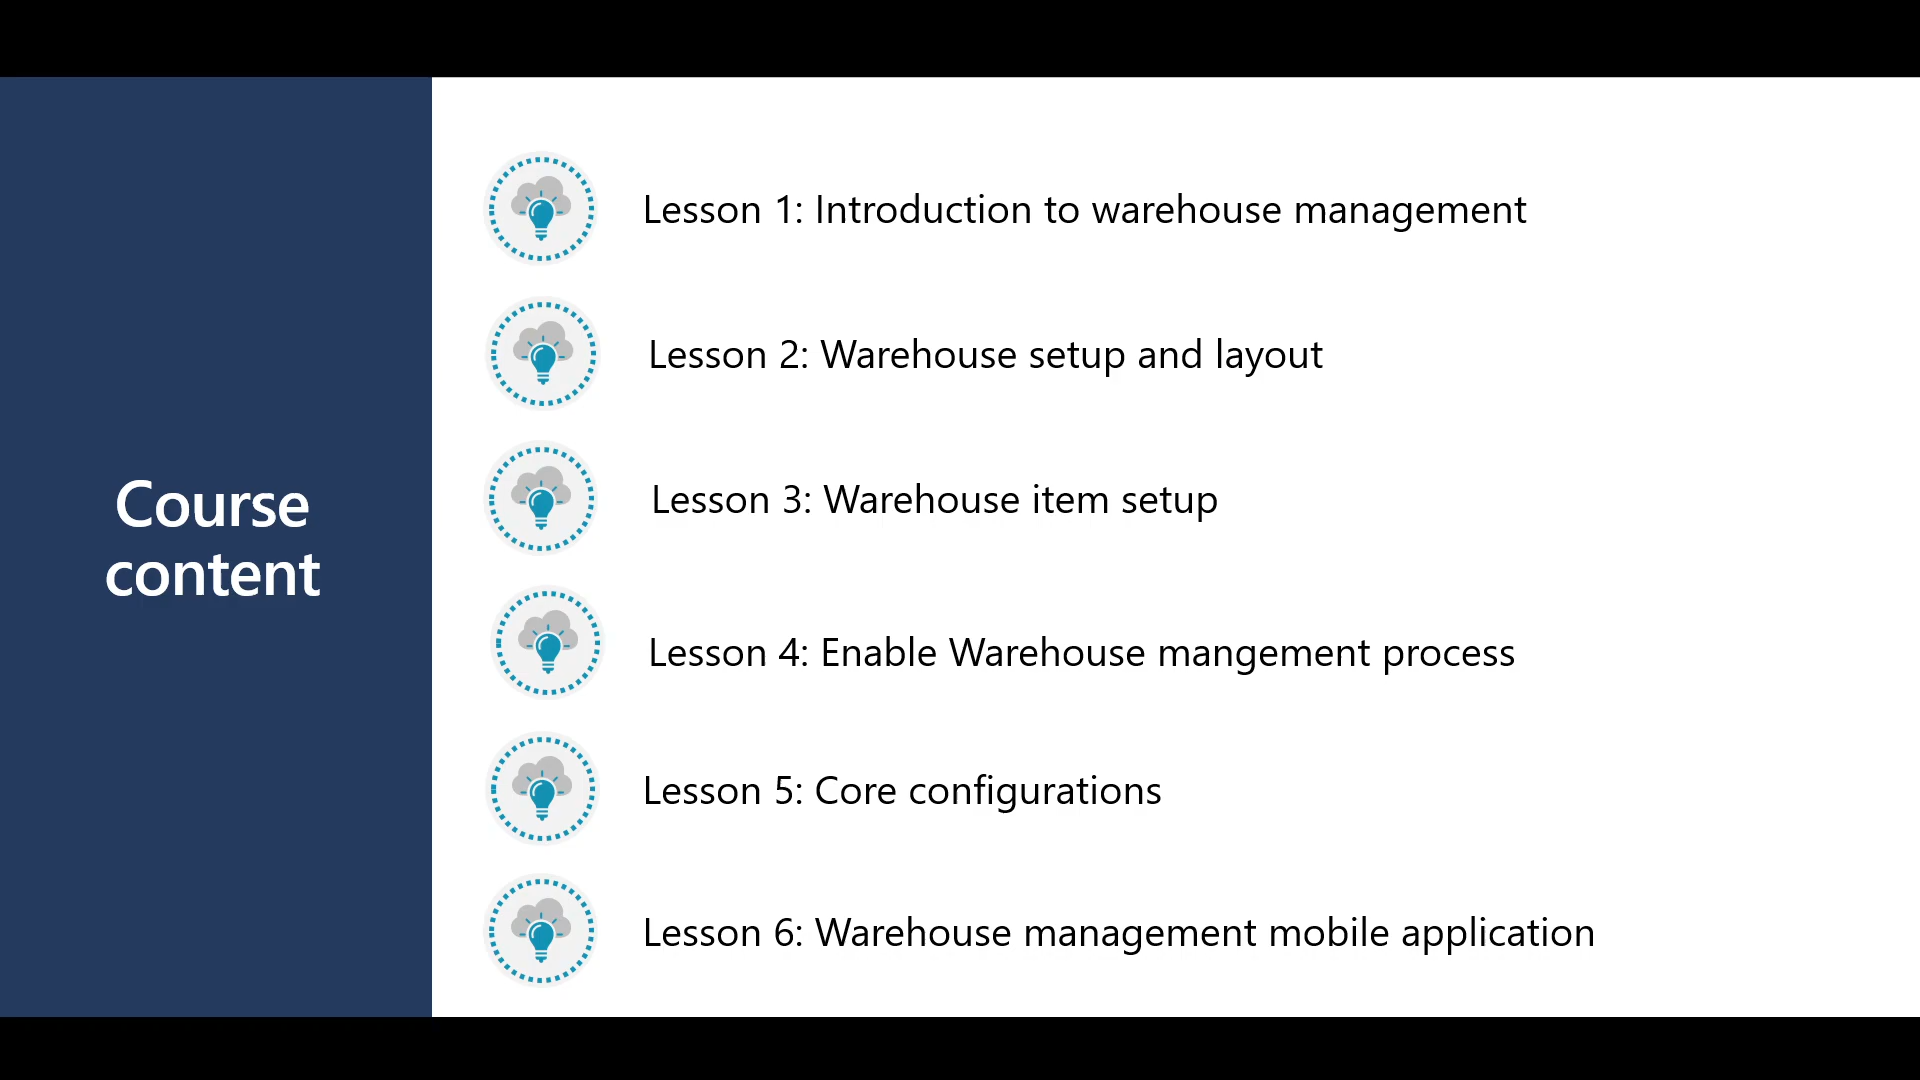 Course
content
Lesson 1: Introduction to warehouse management
Lesson 2: Warehouse setup and layout
Lesson 3: Warehouse item setup
Lesson 4: Enable Warehouse mangement process
Lesson 5: Core configurations
Lesson 6: Warehouse management mobile application